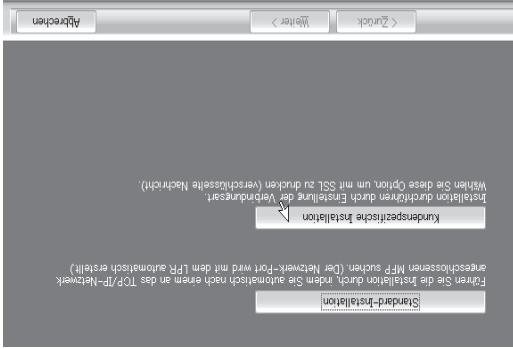 Standard-Installation
Führen Sie die Installation durch, indem Sie automatisch nach einem an das TCP/IP-Netzwerk
angeschlossenen MFP suchen. (Der Netzwerk-Port wird mit dem LPR automatisch erstellt)
Kundenspezifische Installation
Installation durchführen durch Einstellung der Verbindungsart.
Wählen Sie diese Option, um mit SSL zu drucken (verschlüsselte Nachricht).
< Zurück
Weiter >
Abbrechen